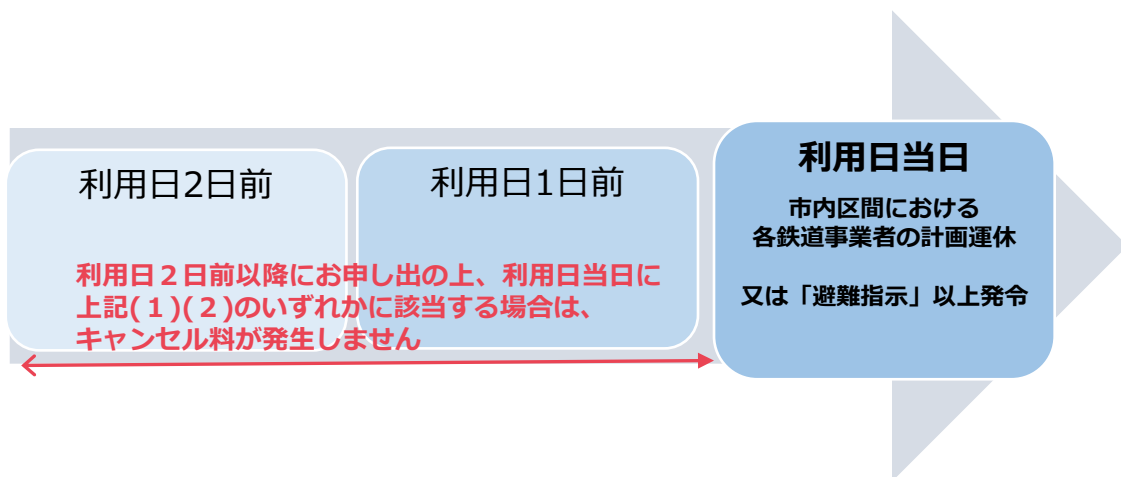 利用日2日前
利用日1日前
利用日２日前以降にお申し出の上、利用日当日に
上記(１)(２)のいずれかに該当する場合は、
キャンセル料が発生しません
利用日当日
市内区間における
各鉄道事業者の計画運休
又は「避難指示」以上発令